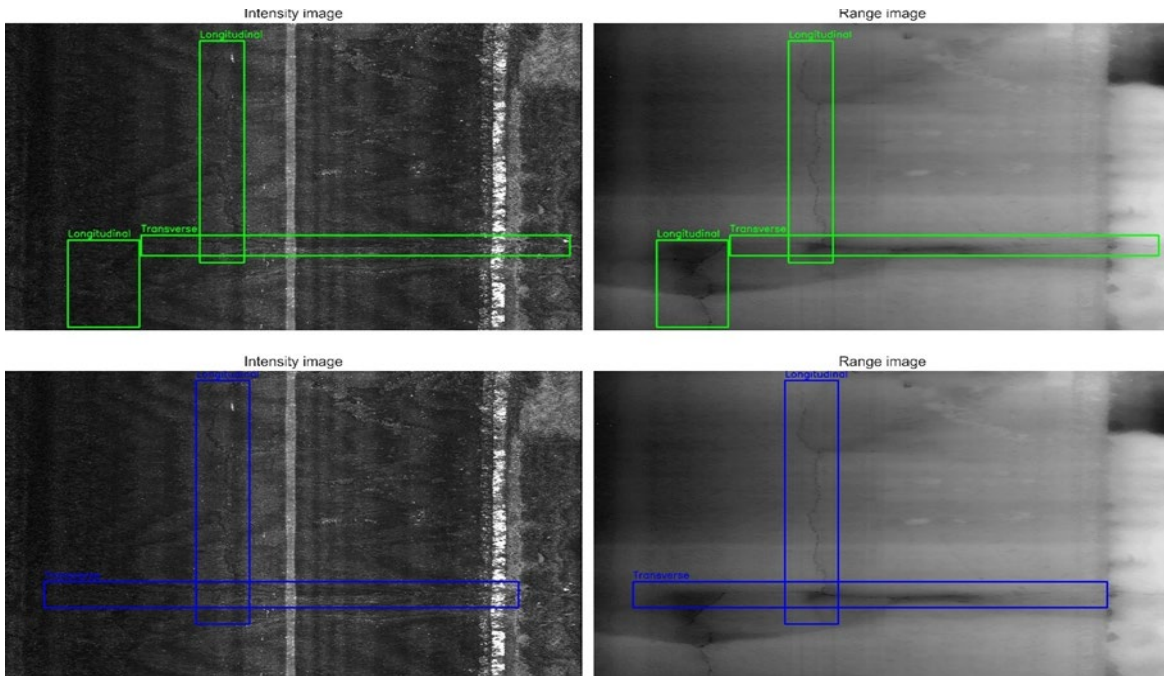 Intensity image
Range image
Longitudinal
Longitudinal
Transverse
Longitudinal
Longitudinal
Transverse
Intensity image
Range image
Longitudinal
Longitudinal
Transverse